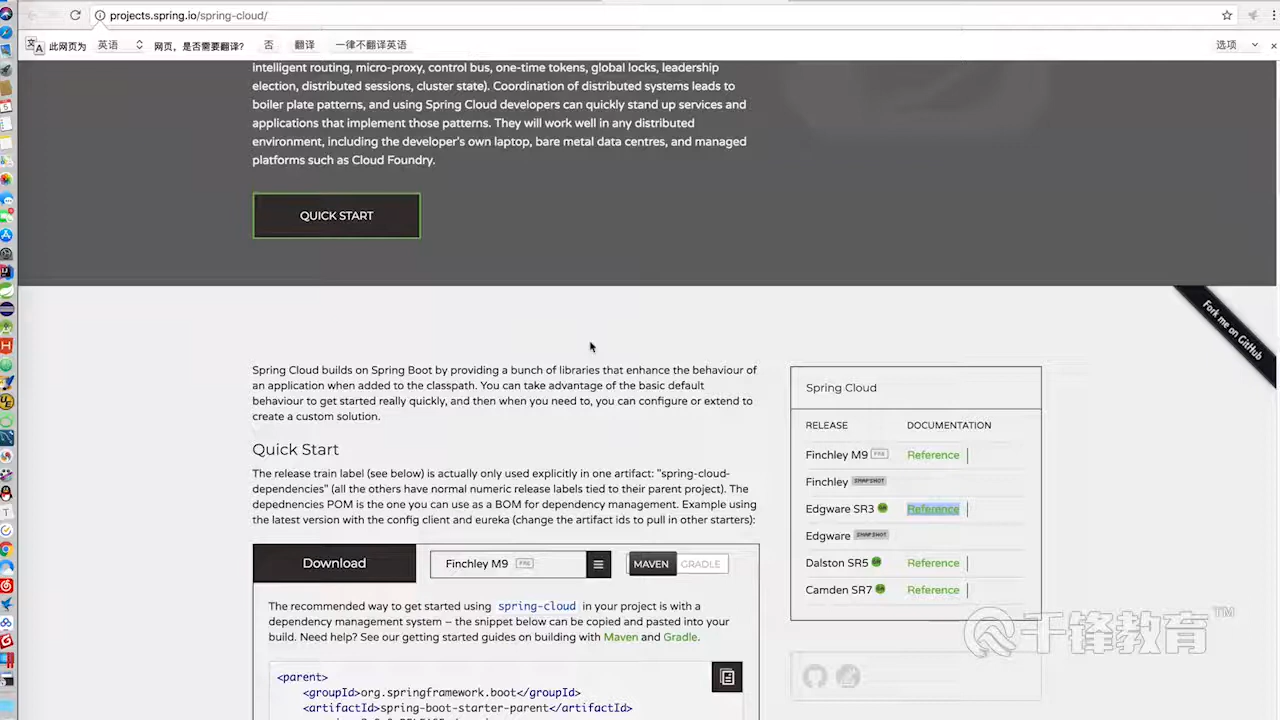 projects.spring.io/spring-cloud/
此网页为 英语 网页，是否需要翻译? 否 翻译 一律不翻译英语 选项
intelligent routing, micro-proxy, control bus, one-time tokens, global locks, leadership
election, distributed sessions, cluster state). Coordination of distributed systems leads to
boiler plate patterns, and using Spring Cloud developers can quickly stand up services and
applications that implement those patterns. They will work well in any distributed
environment, including the developer's own laptop, bare metal data centres, and managed
platforms such as Cloud Foundry.
QUICK START
Fork me on GitHub
Spring Cloud builds on Spring Boot by providing a bunch of libraries that enhance the behaviour of
an application when added to the classpath. You can take advantage of the basic default
behaviour to get started really quickly, and then when you need to, you can configure or extend to
create a custom solution.
Quick Start
The release train label (see below) is actually only used explicitly in one artifact: "spring-cloud-
dependencies" (all the others have normal numeric release labels tied to their parent project). The
depednencies POM is the one you can use as a BOM for dependency management. Example using
the latest version with the config client and eureka (change the artifact ids to pull in other starters):
Download Finchley M9 PRE MAVEN GRADLE
The recommended way to get started using spring-cloud in your project is with a
dependency management system – the snippet below can be copied and pasted into your
build. Need help? See our getting started guides on building with Maven and Gradle.
<parent>
<groupId>org.springframework.boot</groupId>
<artifactId>spring-boot-starter-parent</artifactId>
Spring Cloud
RELEASE DOCUMENTATION
Finchley M9 PRE Reference
Finchley SNAPSHOT
Edgware SR3 Reference
Edgware SNAPSHOT
Dalston SR5 Reference
Camden SR7 Reference
千锋教育 TM